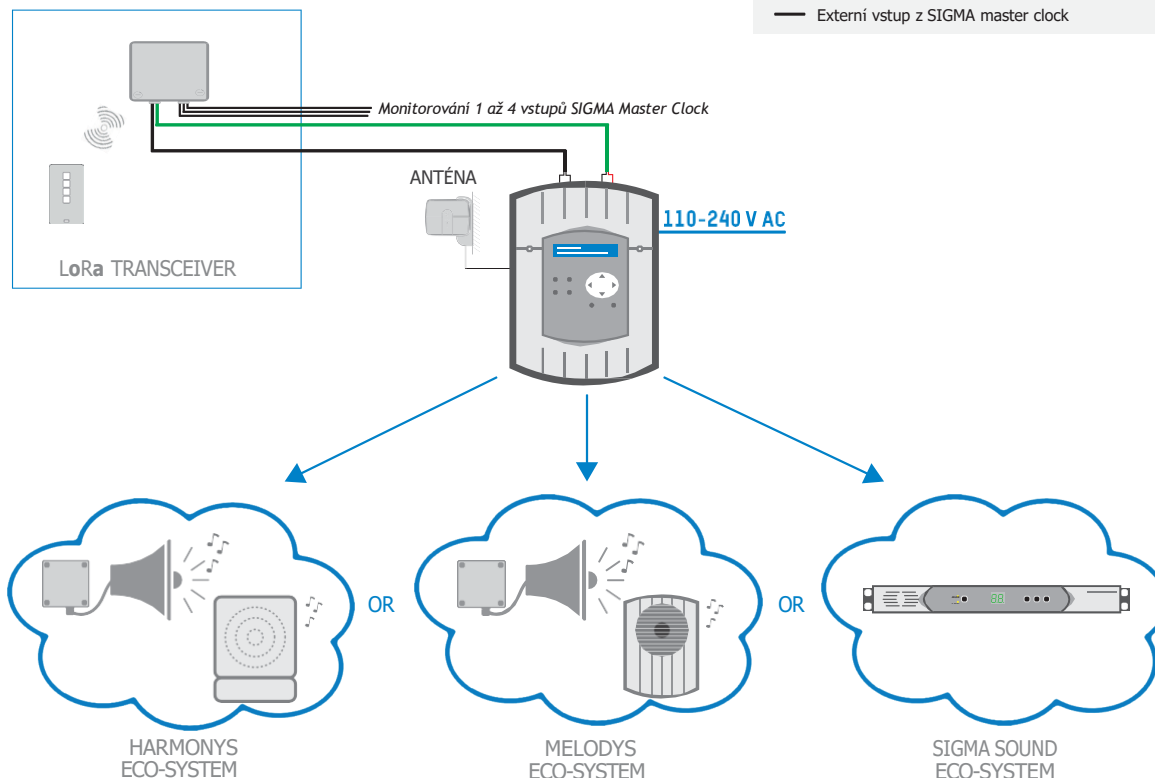 Externí vstup z SIGMA master clock
Monitorování 1 až 4 vstupů SIGMA Master Clock
ANTÉNA
110-240 V AC
LoRa TRANSCEIVER
OR
OR
88
HARMONYS
ECO-SYSTEM
MELODYS
ECO-SYSTEM
SIGMA SOUND
ECO-SYSTEM